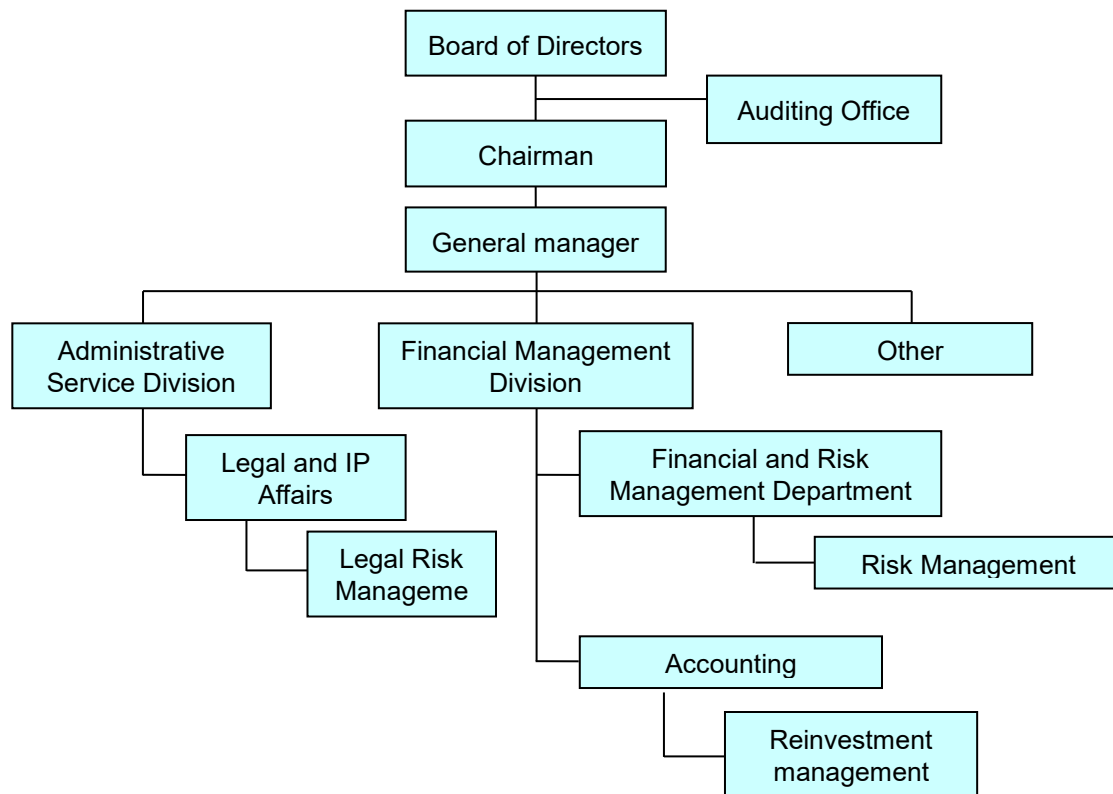 Board of Directors
Auditing Office
Chairman
General manager
Administrative
Service Division
Financial Management
Division
Other
Legal and IP
Affairs
Financial and Risk
Management Department
Legal Risk
Manageme
Risk Management
Accounting
Reinvestment
management